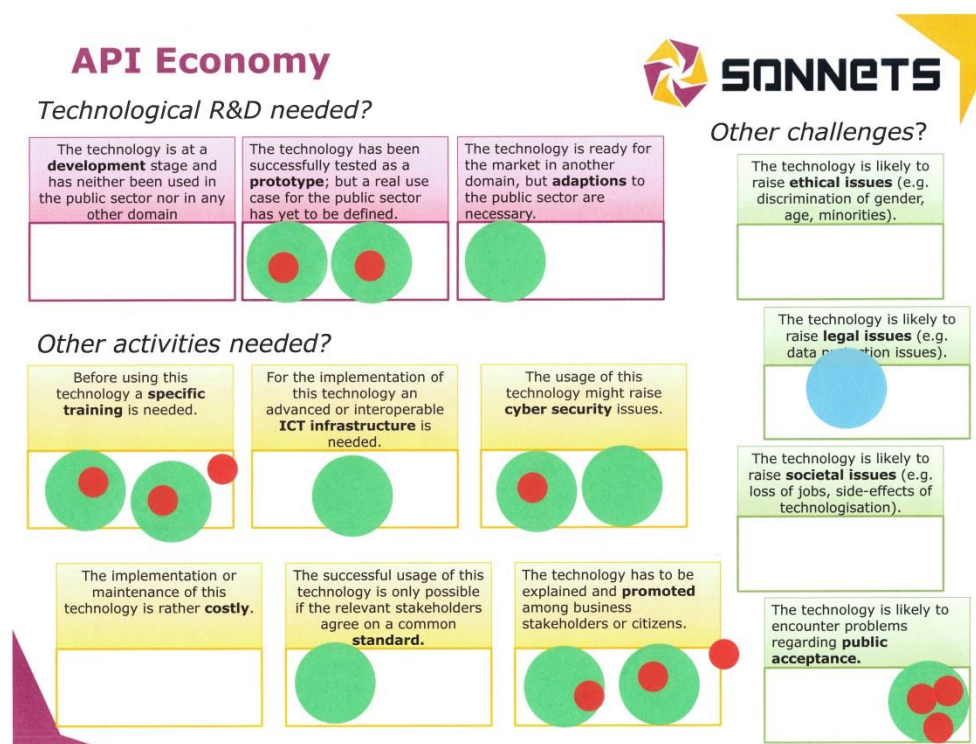 API Economy
SONNETS
Technological R&D needed?
The technology is at a
development stage and
has neither been used in
the public sector nor in any
other domain
The technology has been
successfully tested as a
prototype; but a real use
case for the public sector
has yet to be defined.
The technology is ready for
the market in another
domain, but adaptions to
the public sector are
necessary.
Other activities needed?
Before using this
technology a specific
training is needed.
For the implementation of
this technology an
advanced or interoperable
ICT infrastructure is
needed.
The usage of this
technology might raise
cyber security issues.
The implementation or
maintenance of this
technology is rather costly.
The successful usage of this
technology is only possible
if the relevant stakeholders
agree on a common
standard.
The technology has to be
explained and promoted
among business
stakeholders or citizens.
Other challenges?
The technology is likely to
raise ethical issues (e.g.
discrimination of gender,
age, minorities).
The technology is likely to
raise legal issues (e.g.
data issues).
The technology is likely to
raise societal issues (e.g.
loss of jobs, side-effects of
technologisation).
The technology is likely to
encounter problems
regarding public
acceptance.